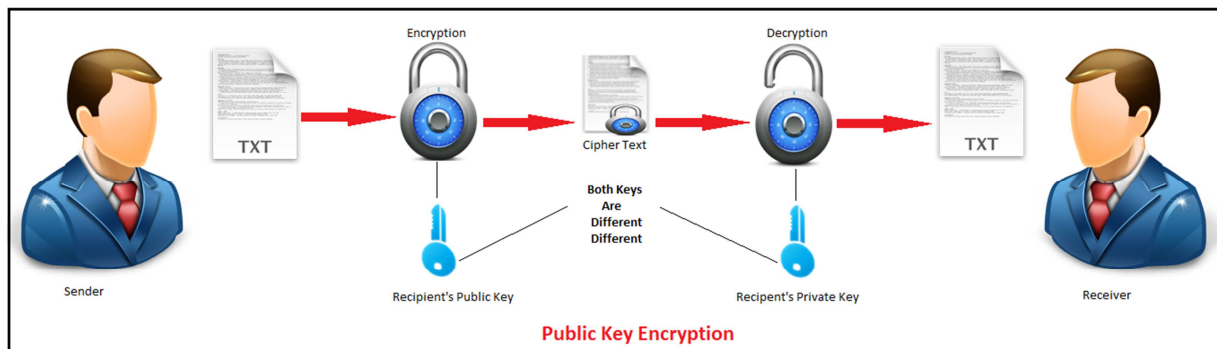 Encryption
Decryption
TXT
Cipher Text
TXT
Both Keys
Are
Different
Different
Sender
Recipient's Public Key
Recipent's Private Key
Receiver
Public Key Encryption